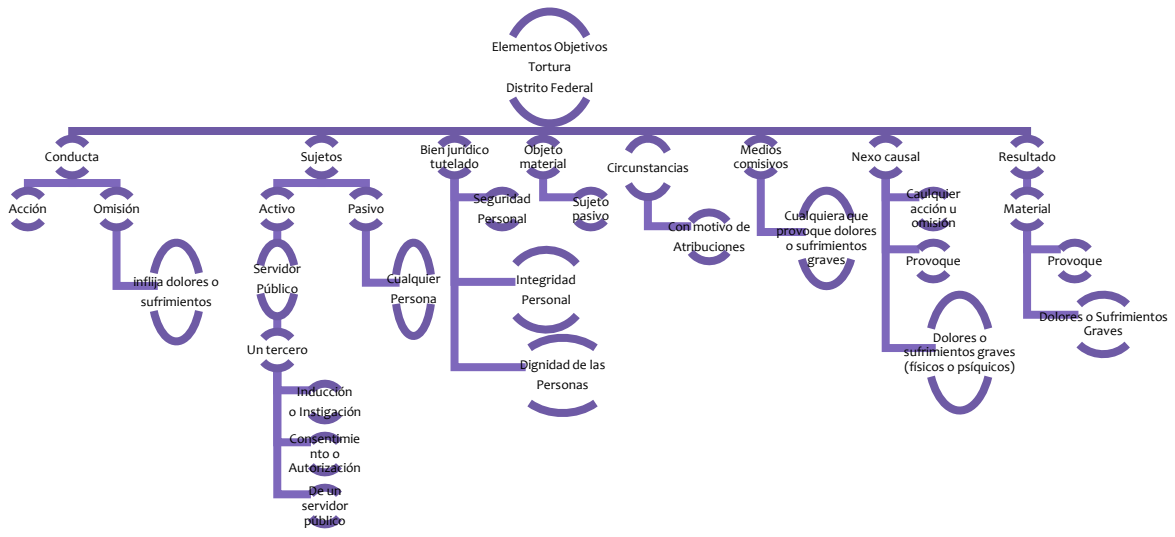 Elementos Objetivos
Tortura
Distrito Federal
Conducta
Acción
Omisión
inflija dolores o
sufrimientos
Sujetos
Activo
Servidor
Público
Un tercero
Inducción
o Instigación
Consentimie
nto o
Autorización
De un
servidor
público
Pasivo
Cualquier
Persona
Bien jurídico
tutelado
Seguridad
Personal
Integridad
Personal
Dignidad de las
Personas
Objeto
material
Sujeto
pasivo
Circunstancias
Con motivo de
Atribuciones
Medios
comisivos
Cualquiera que
provoque dolores
o sufrimientos
graves
Nexo causal
Caulquier
acción u
omisión
Provoque
Dolores o
sufrimientos graves
(físicos o psíquicos)
Resultado
Material
Provoque
Dolores o Sufrimientos
Graves